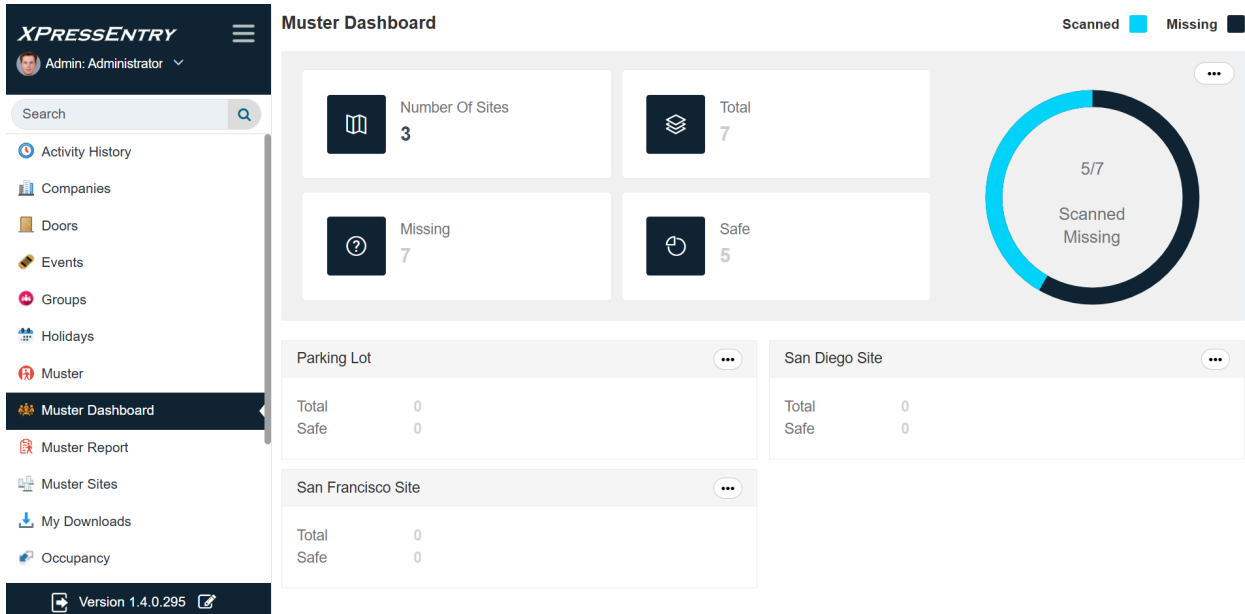 XPRESSENTRY
Admin: Administrator
Search
Activity History
Companies
Doors
Events
Groups
Holidays
Muster
Muster Dashboard
Muster Report
Muster Sites
My Downloads
Occupancy
Version 1.4.0.295
Muster Dashboard
Scanned Missing
Number Of Sites
3
Total
7
Missing
7
Safe
5
5/7
Scanned
Missing
Parking Lot
Total 0
Safe 0
San Diego Site
Total 0
Safe 0
San Francisco Site
Total 0
Safe 0